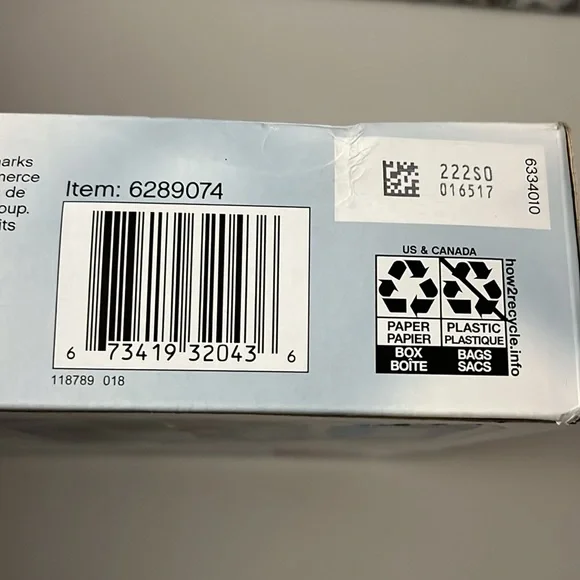 arks
merce
de
oup.
its
Item: 6289074
6 73419 32043 6
118789 018
222S0
016517
6334010
US & CANADA
PAPER
PAPIER
BOX
BOÎTE
PLASTIC
PLASTIQUE
BAGS
SACS
how2recycle.info